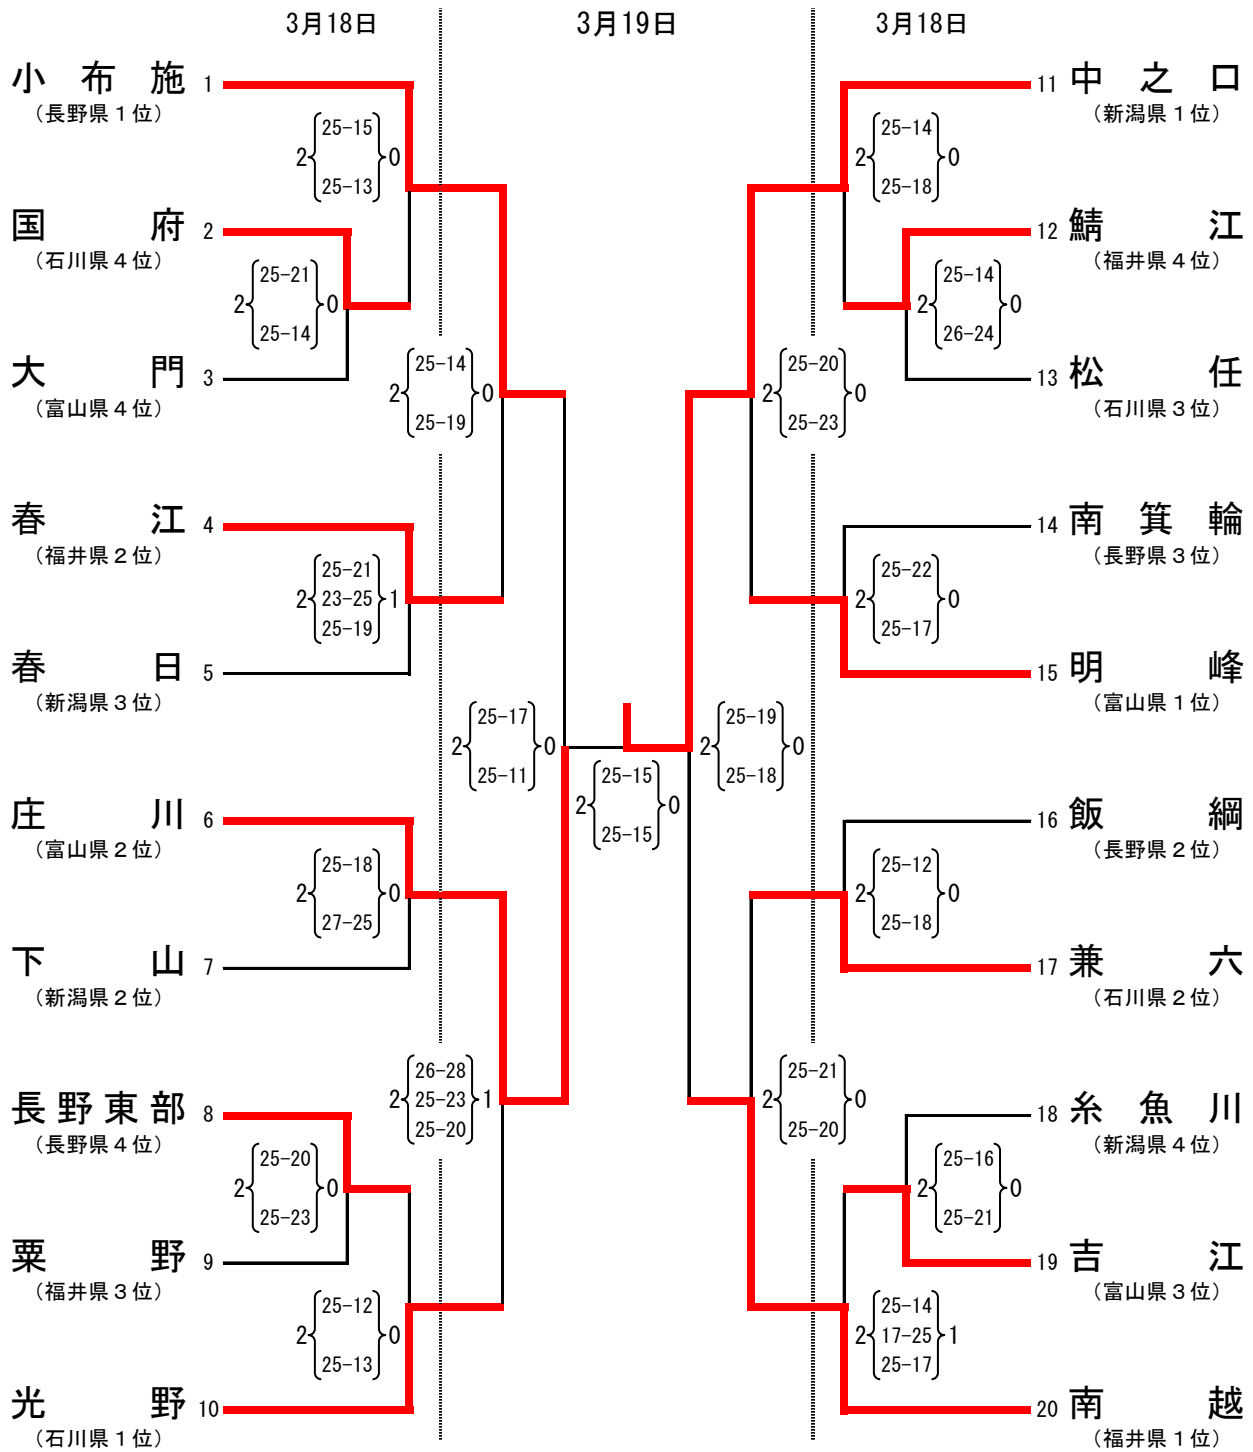 3月18日 3月19日 3月18日
小布施 1
（長野県１位）
2 25-15 0
25-13
国府 2
（石川県４位）
2 25-21 0
25-14
大門 3
（富山県４位）
2 25-14 0
25-19
春江 4
（福井県２位）
25-21
2 23-25 1
25-19
春日 5
（新潟県３位）
2 25-17 0
25-11
庄川 6
（富山県２位）
2 25-18 0
27-25
下山 7
（新潟県２位）
26-28
2 25-23 1
25-20
長野東部 8
（長野県４位）
2 25-20 0
25-23
粟野 9
（福井県３位）
2 25-12 0
25-13
光野 10
（石川県１位）
2 25-15 0
25-15
11 中之口
（新潟県１位）
2 25-14 0
25-18
12 鯖江
（福井県４位）
2 25-14 0
26-24
13 松任
（石川県３位）
2 25-20 0
25-23
14 南箕輪
（長野県３位）
2 25-22 0
25-17
15 明峰
（富山県１位）
2 25-19 0
25-18
16 飯綱
（長野県２位）
2 25-12 0
25-18
17 兼六
（石川県２位）
2 25-21 0
25-20
18 糸魚川
（新潟県４位）
2 25-16 0
25-21
19 吉江
（富山県３位）
25-14
2 17-25 1
25-17
20 南越
（福井県１位）